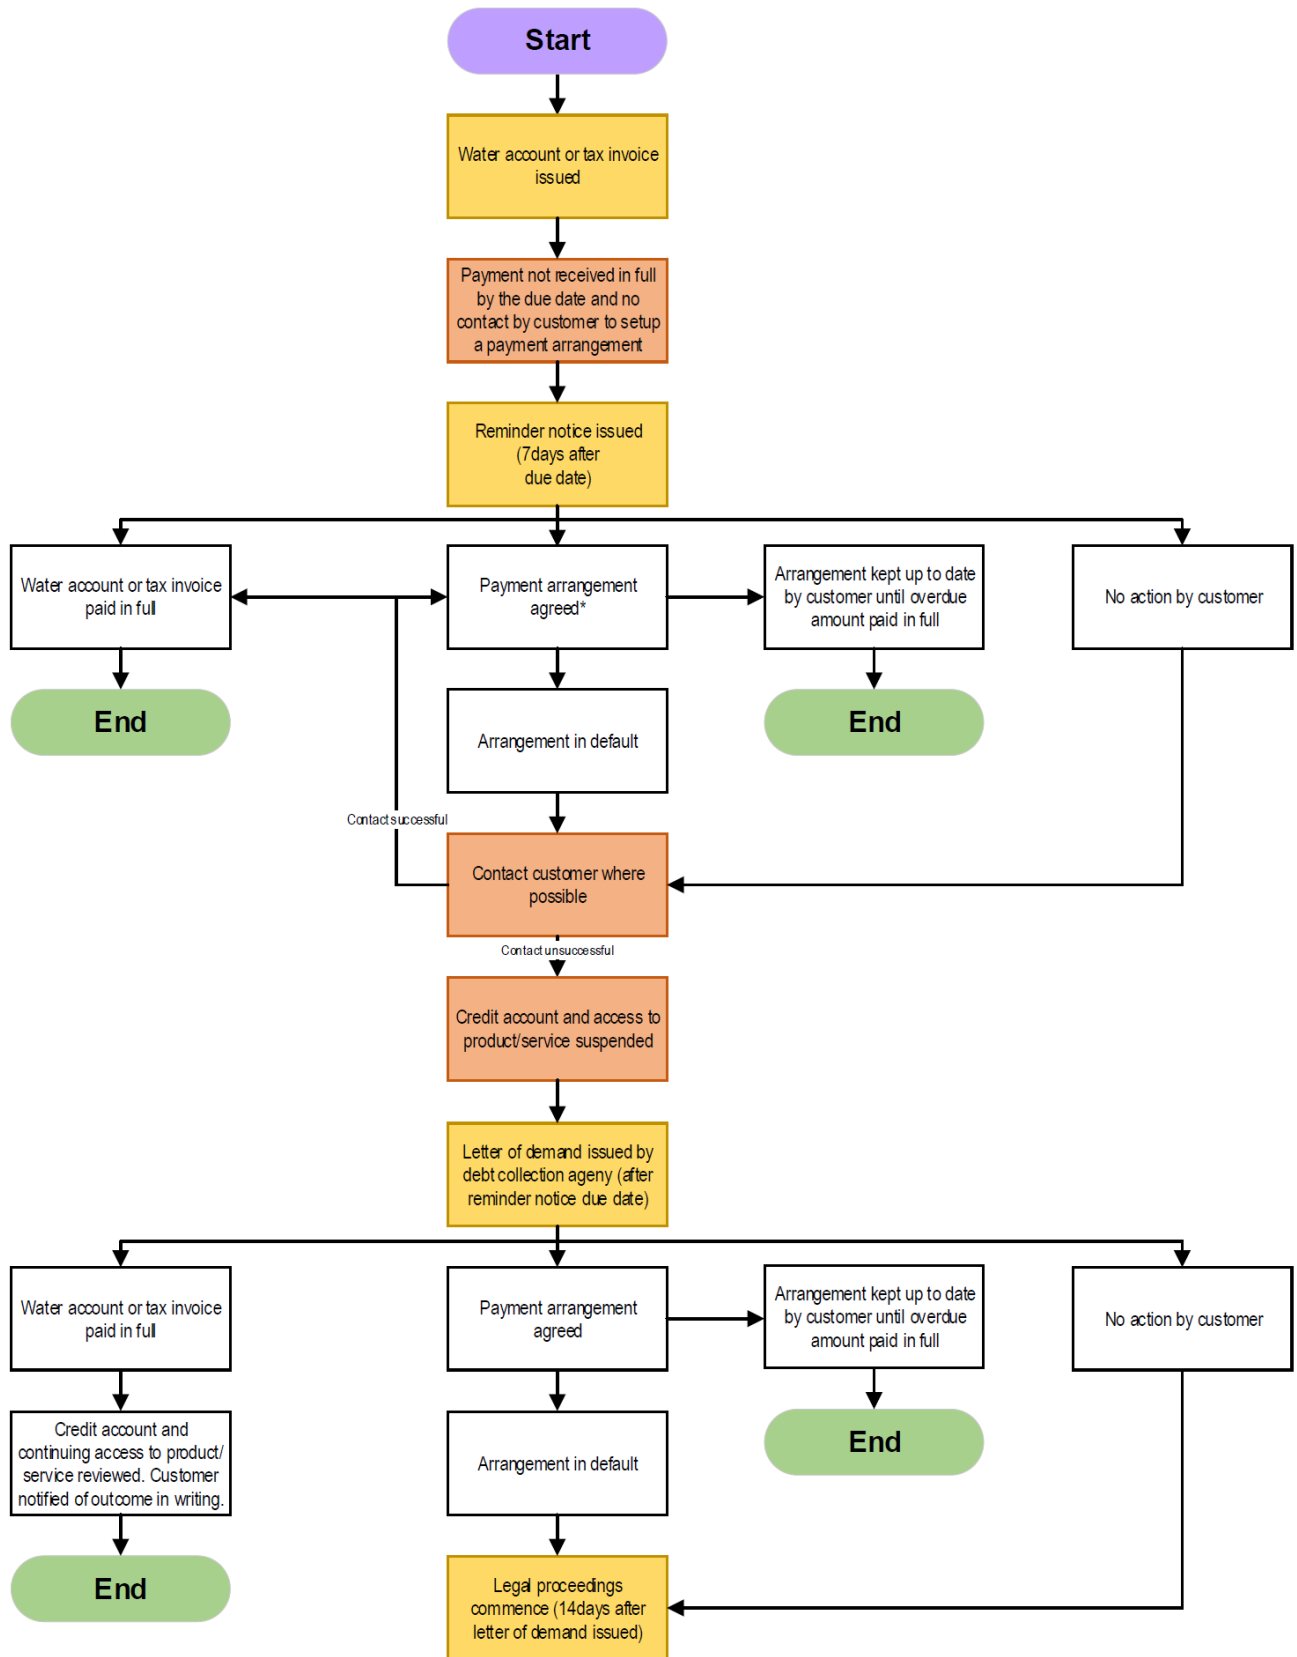 Start
Water account or tax invoice
issued
Payment not received in full
by the due date and no
contact by customer to setup
a payment arrangement
Reminder notice issued
(7days after
due date)
Water account or tax invoice
paid in full
Payment arrangement
agreed*
Arrangement kept up to date
by customer until overdue
amount paid in full
No action by customer
End
Arrangement in default
End
Contact successful
Contact customer where
possible
Contact unsuccessful
Credit account and access to
product/service suspended
Letter of demand issued by
debt collection ageny (after
reminder notice due date)
Water account or tax invoice
paid in full
Payment arrangement
agreed
Arrangement kept up to date
by customer until overdue
amount paid in full
No action by customer
Credit account and
continuing access to product/
service reviewed. Customer
notified of outcome in writing.
Arrangement in default
End
End
Legal proceedings
commence (14days after
letter of demand issued)